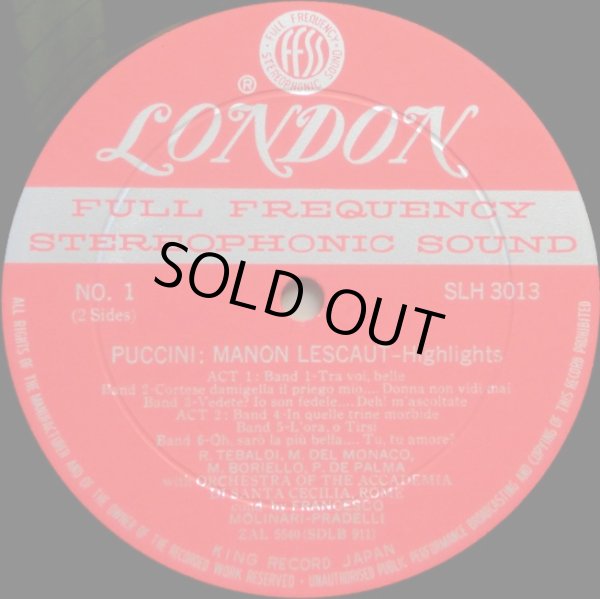 FULL FREQUENCY
FFSS
STEREOPHONIC SOUND
®
LONDON
FULL FREQUENCY
STEREOPHONIC SOUND
SOLD OUT
NO. 1
(2 Sides)
SLH 3013
PUCCINI: MANON LESCAUT-Highlights
ACT 1: Band 1-Tra voi, belle
Band 2-Cortese damigella il priego mio.... Donna non vidi mai
Band 3-Vedete? Io son fedele.... Deh! m'ascoltate
ACT 2: Band 4-In quelle trine morbide
Band 5-L'ora, o Tirsi
Band 6-Oh, sarò la più bella.... Tu, tu amore?
R. TEBALDI, M. DEL MONACO,
M. BORIELLO, P. DE PALMA
with ORCHESTRA OF THE ACCADEMIA
DI SANTA CECILIA, ROME
cond. by FRANCESCO
MOLINARI-PRADELLI
ZAL 5540 (SDLB 911)
KING RECORD JAPAN
ALL RIGHTS OF THE MANUFACTURER AND OF THE OWNER OF THE RECORDED WORK RESERVED · UNAUTHORISED PUBLIC PERFORMANCE BROADCASTING AND COPYING OF THIS RECORD PROHIBITED